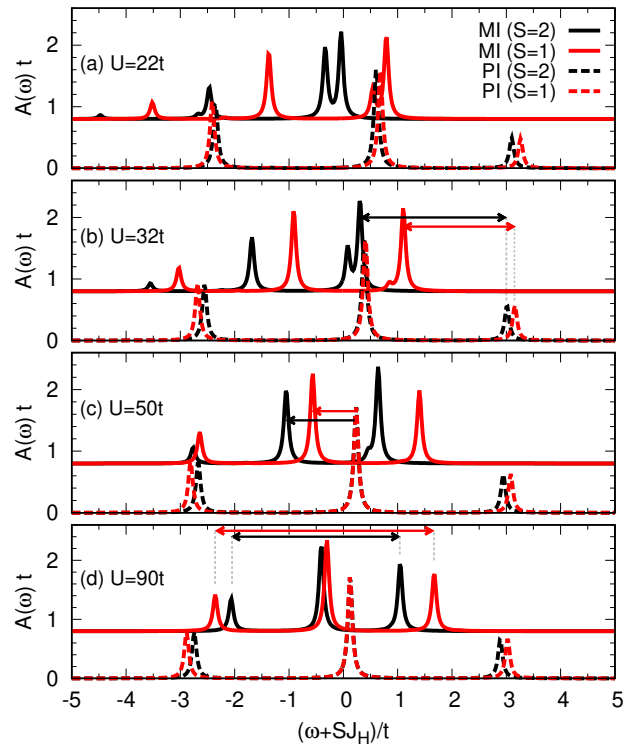 (a) U=22t
MI (S=2)
MI (S=1)
PI (S=2)
PI (S=1)
A(ω) t
2
1
0
(b) U=32t
A(ω) t
2
1
0
(c) U=50t
A(ω) t
2
1
0
(d) U=90t
A(ω) t
2
1
0
-5 -4 -3 -2 -1 0 1 2 3 4 5
(ω+SJH)/t